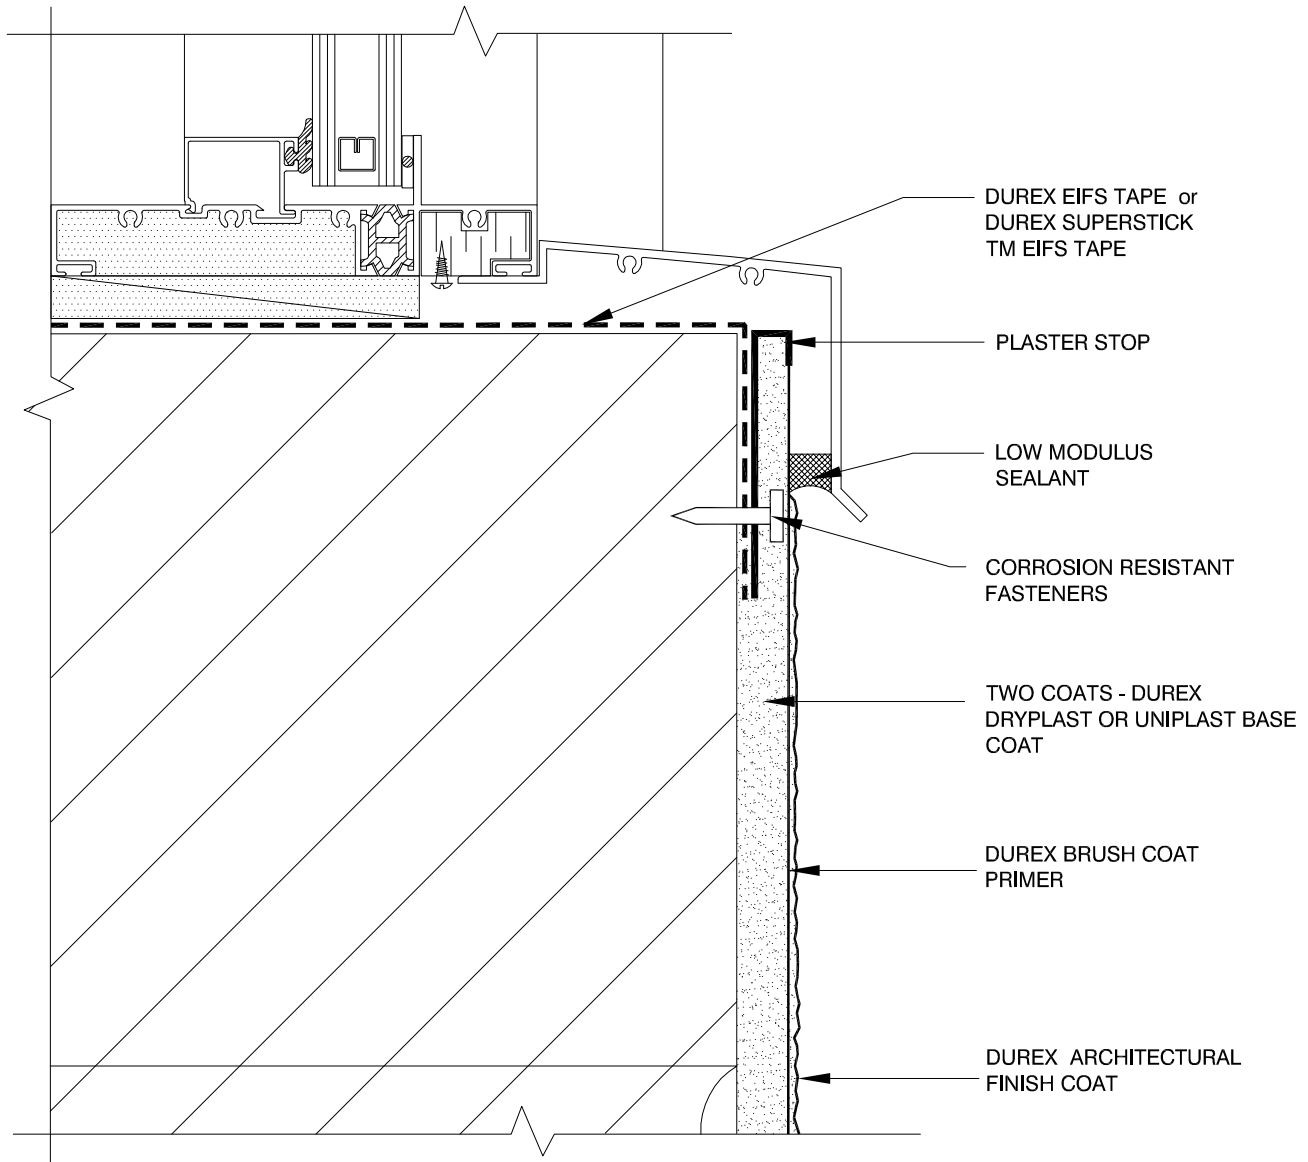 DUREX EIFS TAPE or
DUREX SUPERSTICK
TM EIFS TAPE
PLASTER STOP
LOW MODULUS
SEALANT
CORROSION RESISTANT
FASTENERS
TWO COATS - DUREX
DRYPLAST OR UNIPLAST BASE
COAT
DUREX BRUSH COAT
PRIMER
DUREX ARCHITECTURAL
FINISH COAT